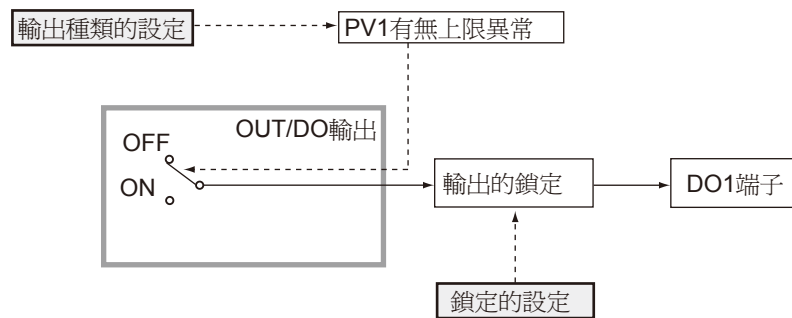 輸出種類的設定
PV1有無上限異常
OUT/DO輸出
OFF
ON
輸出的鎖定
DO1端子
鎖定的設定